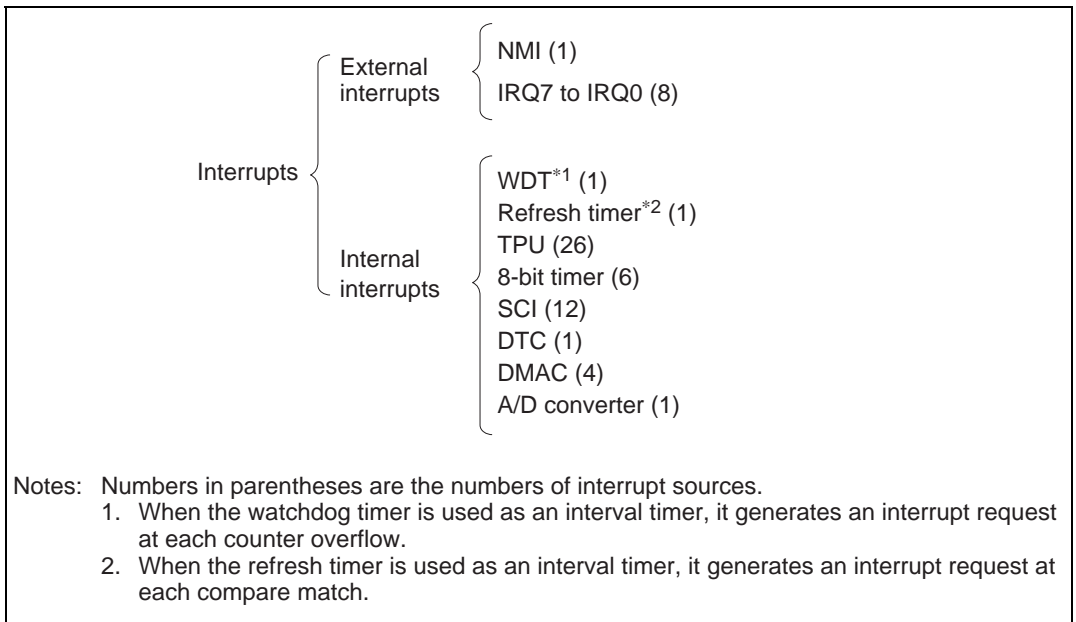 NMI (1)
External
interrupts
IRQ7 to IRQ0 (8)
Interrupts
WDT*1 (1)
Refresh timer*2 (1)
TPU (26)
Internal
interrupts
8-bit timer (6)
SCI (12)
DTC (1)
DMAC (4)
A/D converter (1)
Notes: Numbers in parentheses are the numbers of interrupt sources.
1. When the watchdog timer is used as an interval timer, it generates an interrupt request
at each counter overflow.
2. When the refresh timer is used as an interval timer, it generates an interrupt request at
each compare match.